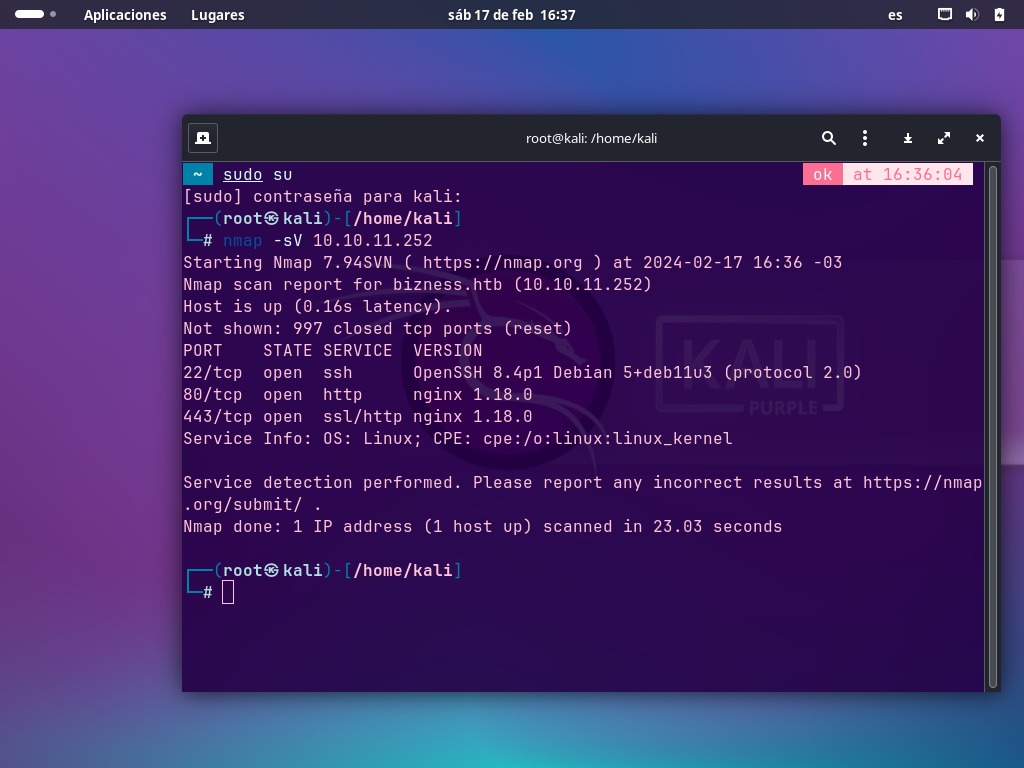 Aplicaciones Lugares sáb 17 de feb 16:37 es
root@kali: /home/kali
~ sudo su ok at 16:36:04
[sudo] contraseña para kali:
┌──(root㉿kali)-[/home/kali]
└─# nmap -sV 10.10.11.252
Starting Nmap 7.94SVN ( https://nmap.org ) at 2024-02-17 16:36 -03
Nmap scan report for bizness.htb (10.10.11.252)
Host is up (0.16s latency).
Not shown: 997 closed tcp ports (reset)
PORT    STATE SERVICE  VERSION
22/tcp  open  ssh      OpenSSH 8.4p1 Debian 5+deb11u3 (protocol 2.0)
80/tcp  open  http     nginx 1.18.0
443/tcp open  ssl/http nginx 1.18.0
Service Info: OS: Linux; CPE: cpe:/o:linux:linux_kernel
Service detection performed. Please report any incorrect results at https://nmap
.org/submit/ .
Nmap done: 1 IP address (1 host up) scanned in 23.03 seconds
┌──(root㉿kali)-[/home/kali]
└─#
KALI
PURPLE